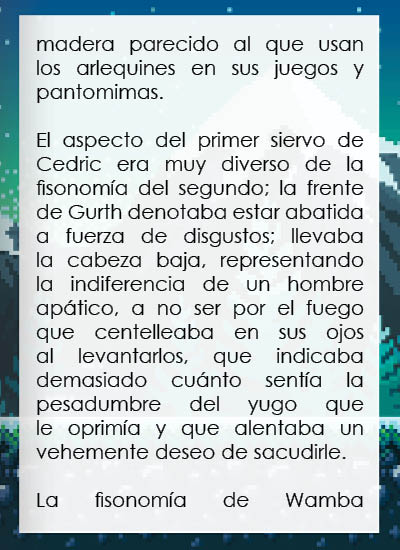 madera parecido al que usan
los arlequines en sus juegos y
pantomimas.
El aspecto del primer siervo de
Cedric era muy diverso de la
fisonomía del segundo; la frente
de Gurth denotaba estar abatida
a fuerza de disgustos; llevaba
la cabeza baja, representando
la indiferencia de un hombre
apático, a no ser por el fuego
que centelleaba en sus ojos
al levantarlos, que indicaba
demasiado cuánto sentía la
pesadumbre del yugo que
le oprimía y que alentaba un
vehemente deseo de sacudirle.
La fisonomía de Wamba